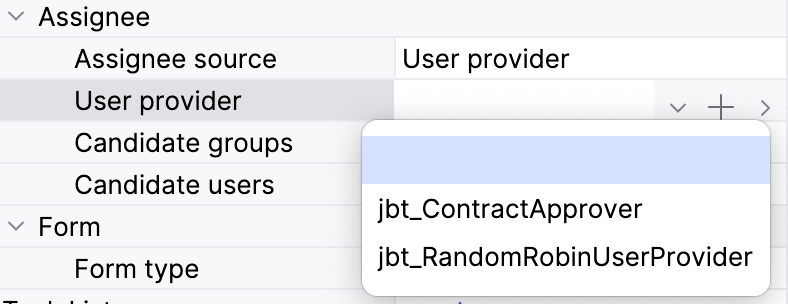 Assignee
Assignee source User provider
User provider
Candidate groups
Candidate users
jbt_ContractApprover
jbt_RandomRobinUserProvider
Form
Form type